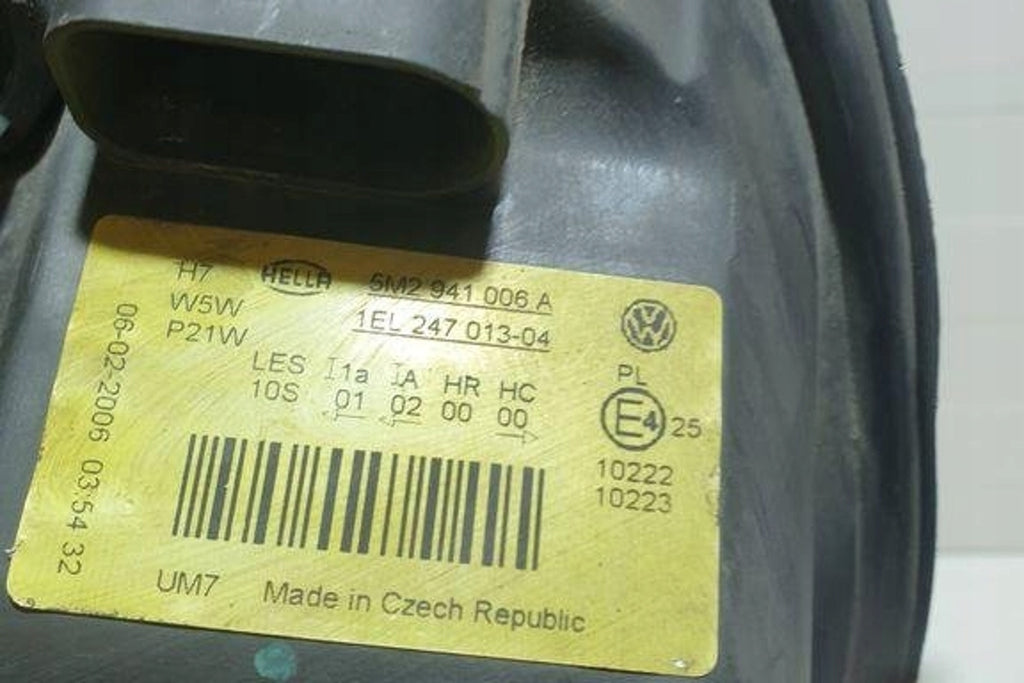 H7 HELLA 5M2 941 006 A
W5W 1EL 247 013-04
P21W
LES I1a IA HR HC
10S 01 02 00 00
PL
E4 25
10222
10223
06-02-2006 03:54 32
UM7 Made in Czech Republic